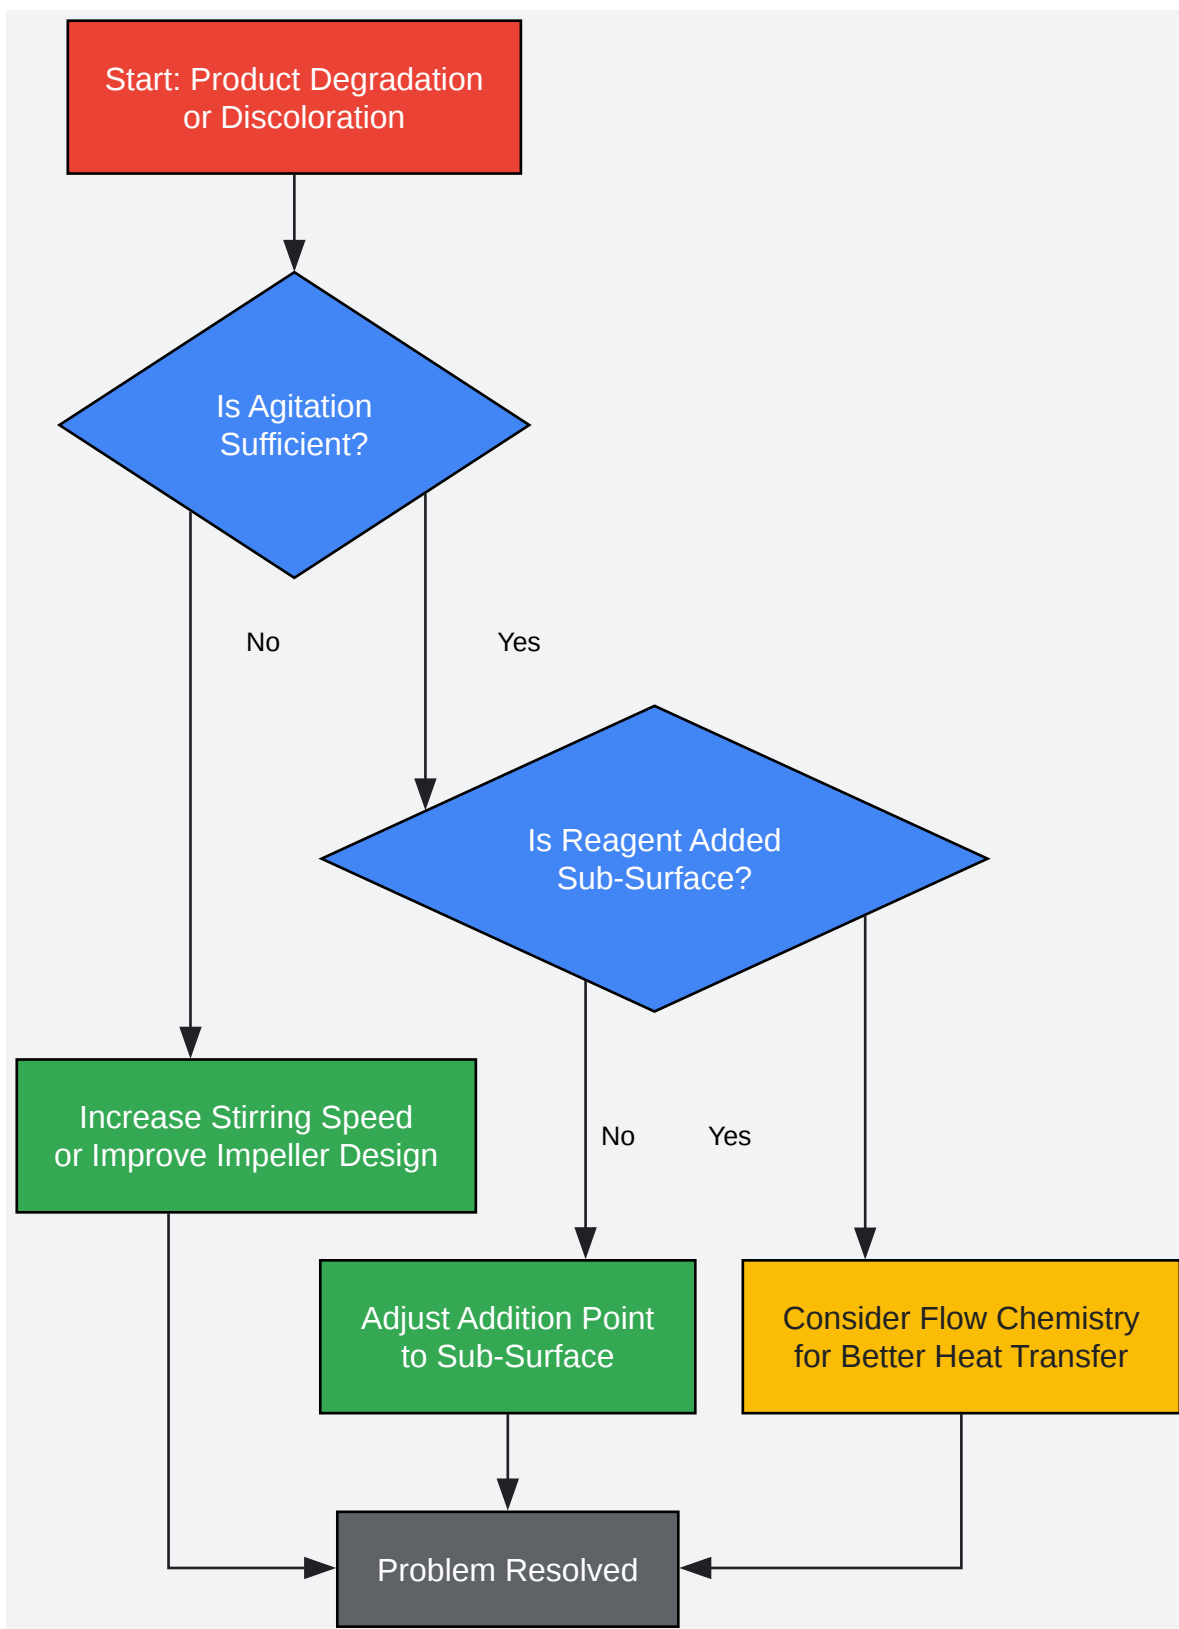 Start: Product Degradation
or Discoloration
Is Agitation
Sufficient?
No
Yes
Is Reagent Added
Sub-Surface?
Increase Stirring Speed
or Improve Impeller Design
No
Yes
Adjust Addition Point
to Sub-Surface
Consider Flow Chemistry
for Better Heat Transfer
Problem Resolved